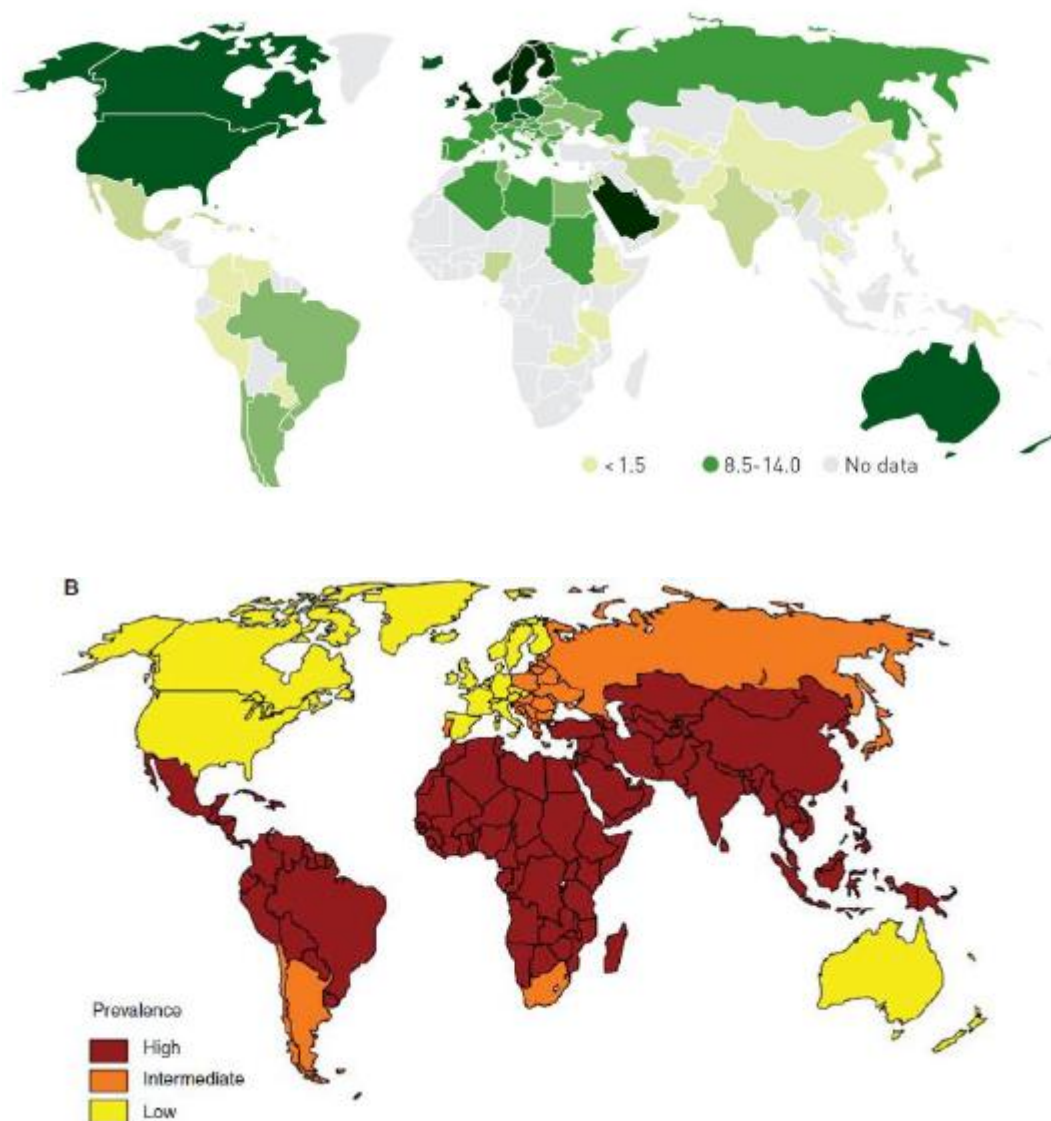 < 1.5 8.5-14.0 No data
B
Prevalence
High
Intermediate
Low